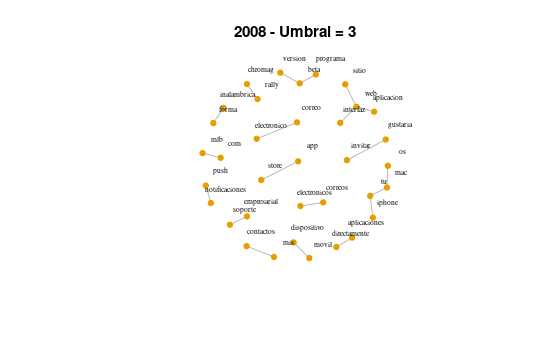 2008 - Umbral = 3
version
programa
chromag
beta
sitio
rally
web
inalambrica
aplicacion
forma
correo
interfaz
electronico
gustaria
mlb
com
app
invitar
os
push
store
mac
notificaciones
electronicos
correos
tu
empresarial
iphone
soporte
contactos
dispositivo
aplicaciones
directamente
mis
movil